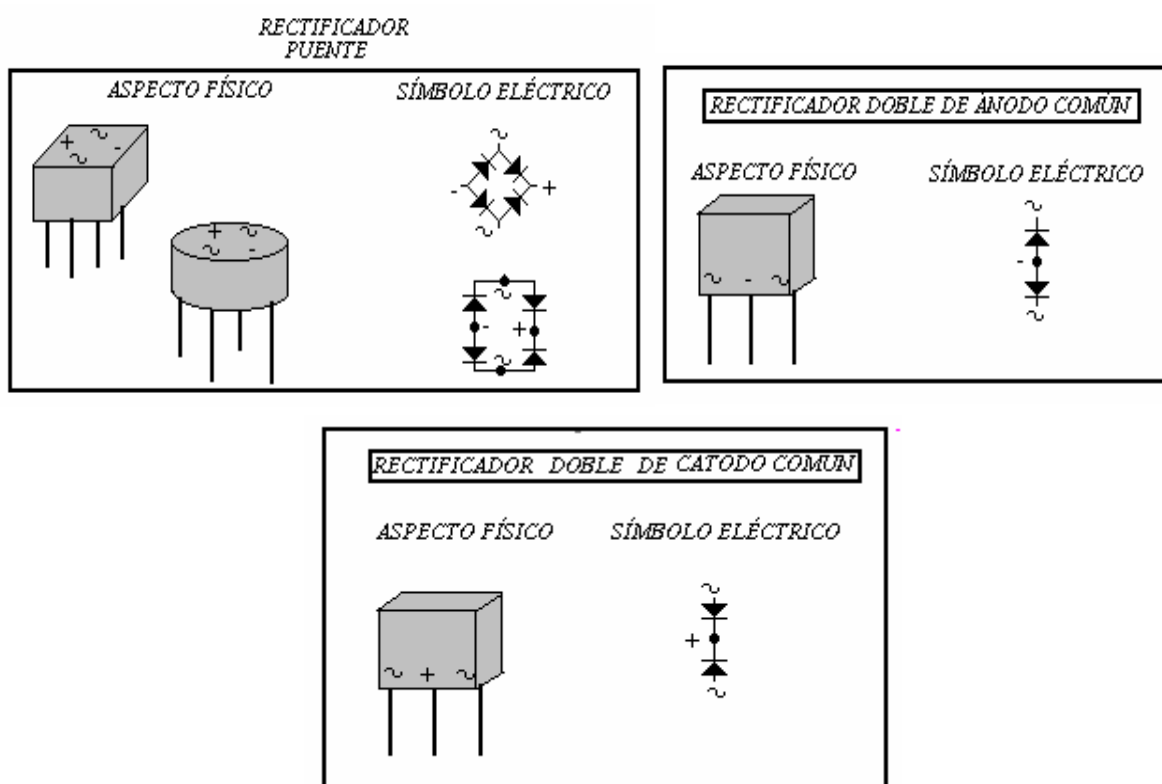 RECTIFICADOR
PUENTE
ASPECTO FÍSICO
SÍMBOLO ELÉCTRICO
+ ~
~ -
~
- +
~
+ ~
~ -
~
- +
~
RECTIFICADOR DOBLE DE ÁNODO COMÚN
ASPECTO FÍSICO
SÍMBOLO ELÉCTRICO
~ - ~
~
-
~
RECTIFICADOR DOBLE DE CATODO COMUN
ASPECTO FÍSICO
SÍMBOLO ELÉCTRICO
~ + ~
~
+
~